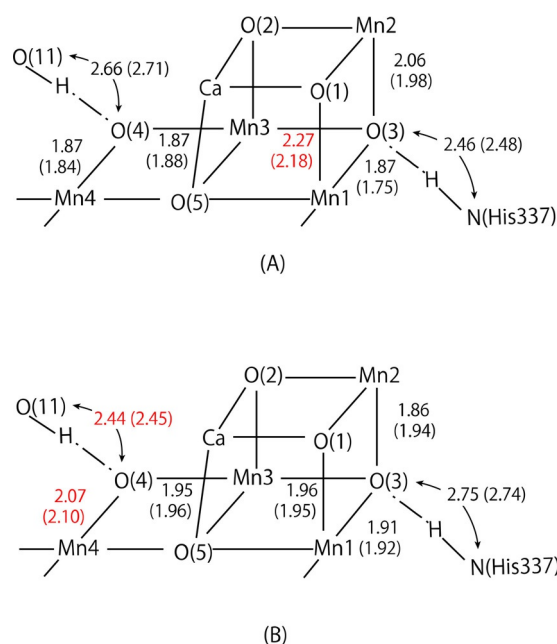 O(2) Mn2
O(11) 2.66 (2.71) 2.06
(1.98)
H Ca O(1)
O(4) 1.87 Mn3 2.27 O(3) 2.46 (2.48)
(1.88) (2.18)
1.87
(1.84) 1.87
(1.75) H
Mn4 O(5) Mn1 N(His337)
(A)
O(2) Mn2
O(11) 2.44 (2.45) 1.86
(1.94)
H Ca O(1)
O(4) 1.95 Mn3 1.96 O(3) 2.75 (2.74)
(1.96) (1.95)
2.07
(2.10) 1.91
(1.92) H
Mn4 O(5) Mn1 N(His337)
(B)